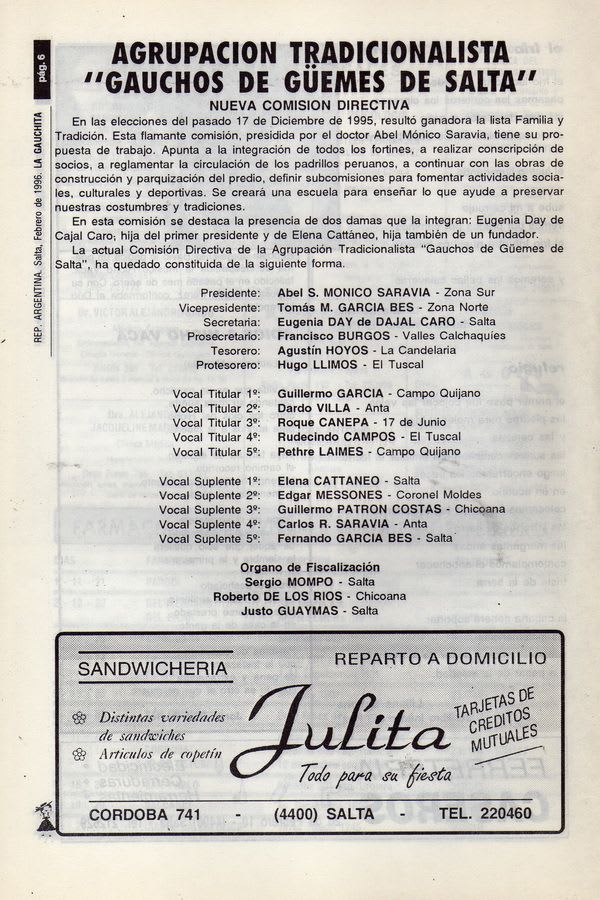 AGRUPACION TRADICIONALISTA
''GAUCHOS DE GÜEMES DE SALTA''
NUEVA COMISION DIRECTIVA
En las elecciones del pasado 17 de Diciembre de 1995, resultó ganadora la lista Familia y
Tradición. Esta flamante comisión, presidida por el doctor Abel Mónico Saravia, tiene su pro-
puesta de trabajo. Apunta a la integración de todos los fortines, a realizar conscripción de
socios, a reglamentar la circulación de los padrillos peruanos, a continuar con las obras de
construcción y parquización del predio, definir subcomisiones para fomentar actividades socia-
les, culturales y deportivas. Se creará una escuela para enseñar lo que ayude a preservar
nuestras costumbres y tradiciones.
En esta comisión se destaca la presencia de dos damas que la integran: Eugenia Day de
Cajal Caro, hija del primer presidente y de Elena Cattáneo, hija también de un fundador.
La actual Comisión Directiva de la Agrupación Tradicionalista "Gauchos de Güemes de
Salta", ha quedado constituida de la siguiente forma.
Presidente: Abel S. MONICO SARAVIA - Zona Sur
Vicepresidente: Tomás M. GARCIA BES - Zona Norte
Secretaria: Eugenia DAY de DAJAL CARO - Salta
Prosecretario: Francisco BURGOS - Valles Calchaquíes
Tesorero: Agustín HOYOS - La Candelaria
Protesorero: Hugo LLIMOS - El Tuscal
Vocal Titular 1º: Guillermo GARCIA - Campo Quijano
Vocal Titular 2º: Dardo VILLA - Anta
Vocal Titular 3º: Roque CANEPA - 17 de Junio
Vocal Titular 4º: Rudecindo CAMPOS - El Tuscal
Vocal Titular 5º: Pethre LAIMES - Campo Quijano
Vocal Suplente 1º: Elena CATTANEO - Salta
Vocal Suplente 2º: Edgar MESSONES - Coronel Moldes
Vocal Suplente 3º: Guillermo PATRON COSTAS - Chicoana
Vocal Suplente 4º: Carlos R. SARAVIA - Anta
Vocal Suplente 5º: Fernando GARCIA BES - Salta
Organo de Fiscalización
Sergio MOMPO - Salta
Roberto DE LOS RIOS - Chicoana
Justo GUAYMAS - Salta
pág. 6
REP. ARGENTINA. Salta, Febrero de 1996. LA GAUCHITA
SANDWICHERIA
REPARTO A DOMICILIO
Distintas variedades
de sandwiches
Articulos de copetín
Julita
Todo para su fiesta
TARJETAS DE
CREDITOS
MUTUALES
CORDOBA 741 - (4400) SALTA - TEL. 220460